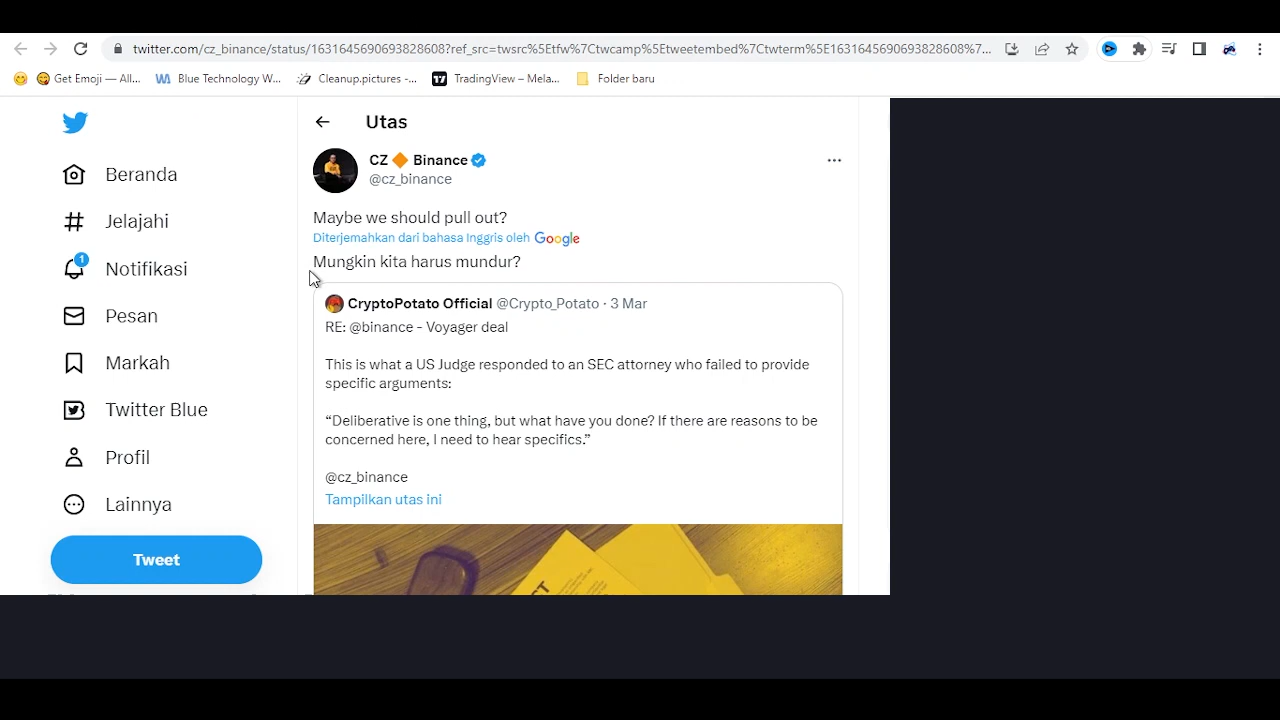 twitter.com/cz_binance/status/1631645690693828608?ref_src=twsrc%5Etfw%7Ctwcamp%5Etweetembed%7Ctwterm%5E1631645690693828608%7...
Get Emoji — All...
Blue Technology W...
Cleanup.pictures -...
TradingView – Mela...
Folder baru
Utas
CZ 🔶 Binance
@cz_binance
Maybe we should pull out?
Diterjemahkan dari bahasa Inggris oleh Google
Mungkin kita harus mundur?
CryptoPotato Official @Crypto_Potato · 3 Mar
RE: @binance - Voyager deal
This is what a US Judge responded to an SEC attorney who failed to provide
specific arguments:
“Deliberative is one thing, but what have you done? If there are reasons to be
concerned here, I need to hear specifics.”
@cz_binance
Tampilkan utas ini
Beranda
Jelajahi
1
Notifikasi
Pesan
Markah
Twitter Blue
Profil
Lainnya
Tweet